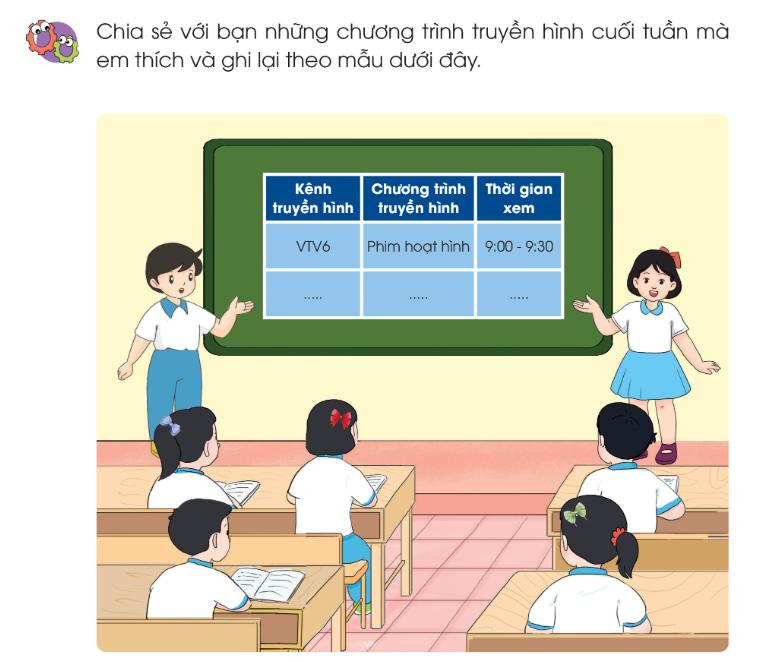 Chia sẻ với bạn những chương trình truyền hình cuối tuần mà
em thích và ghi lại theo mẫu dưới đây.
Kênh truyền hình Chương trình truyền hình Thời gian xem
VTV6 Phim hoạt hình 9:00 - 9:30
..... ..... .....